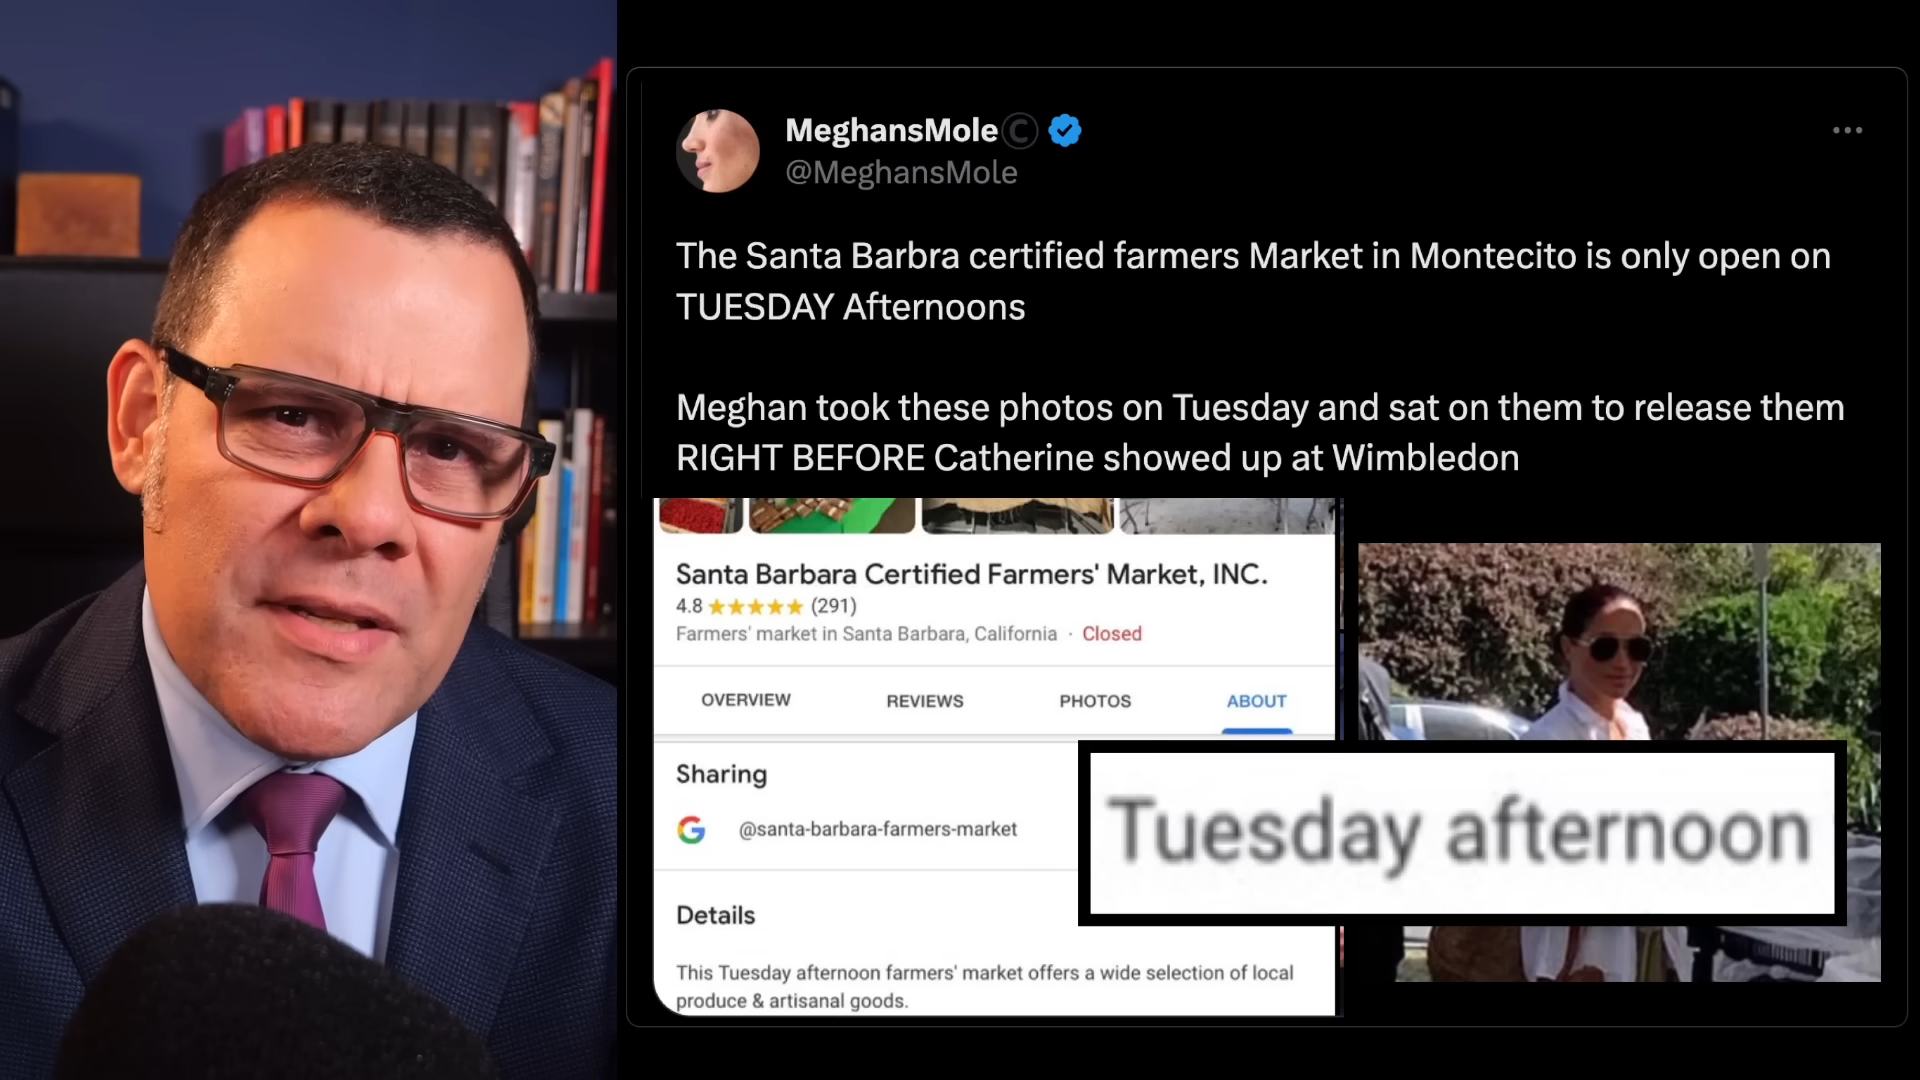 MeghansMole
@MeghansMole
The Santa Barbra certified farmers Market in Montecito is only open on
TUESDAY Afternoons
Meghan took these photos on Tuesday and sat on them to release them
RIGHT BEFORE Catherine showed up at Wimbledon
Santa Barbara Certified Farmers' Market, INC.
4.8 ★★★★★ (291)
Farmers' market in Santa Barbara, California · Closed
OVERVIEW REVIEWS PHOTOS ABOUT
Sharing
G @santa-barbara-farmers-market
Tuesday afternoon
Details
This Tuesday afternoon farmers' market offers a wide selection of local
produce & artisanal goods.